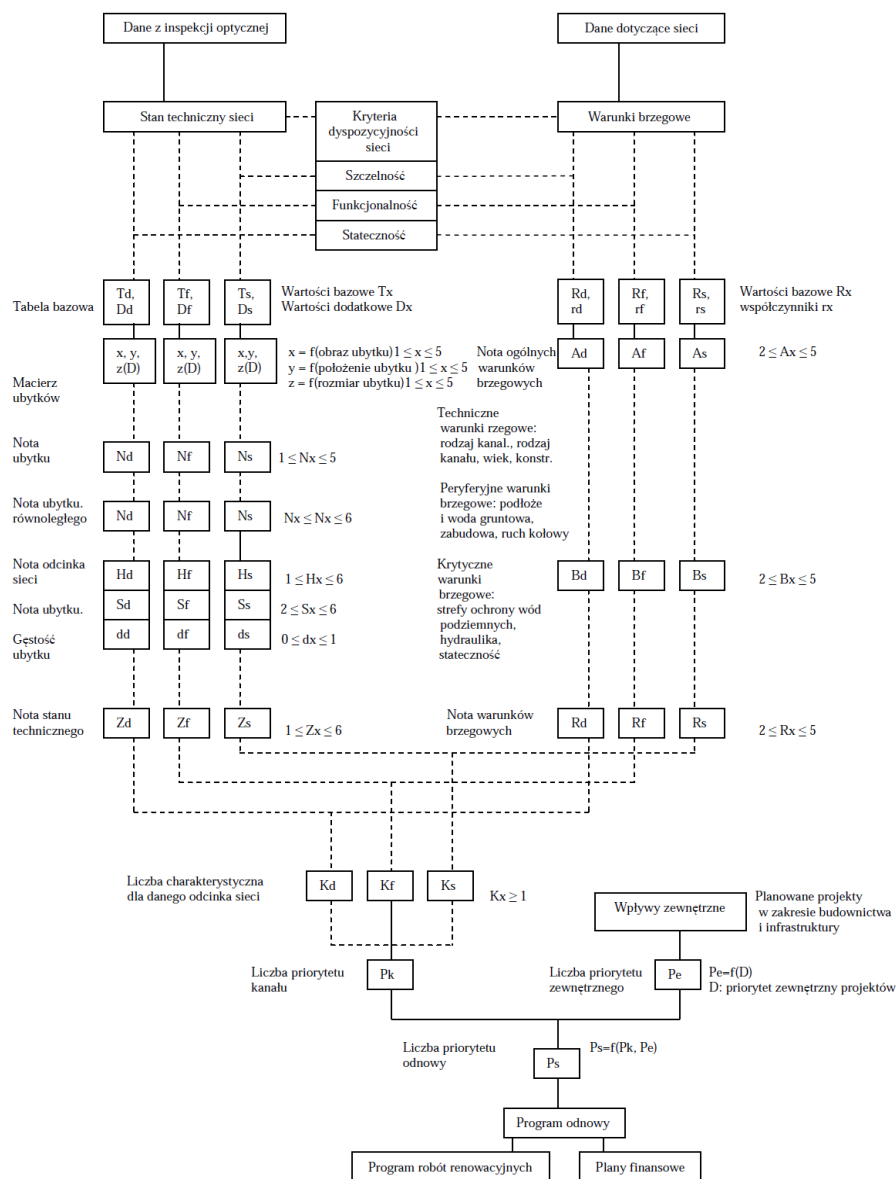 Dane z inspekcji optycznej
Dane dotyczące sieci
Stan techniczny sieci
Kryteria
dyspozycyjności
sieci
Warunki brzegowe
Szczelność
Funkcjonalność
Stateczność
Tabela bazowa
Td,
Dd
Tf,
Df
Ts,
Ds
Wartości bazowe Tx
Wartości dodatkowe Dx
Rd,
rd
Rf,
rf
Rs,
rs
Wartości bazowe Rx
współczynniki rx
Macierz
ubytków
x, y,
z(D)
x, y,
z(D)
x,y,
z(D)
x = f(obraz ubytku)1 ≤ x ≤ 5
y = f(położenie ubytku )1 ≤ x ≤ 5
z = f(rozmiar ubytku)1 ≤ x ≤ 5
Nota ogólnych
warunków
brzegowych
Ad
Af
As
2 ≤ Ax ≤ 5
Techniczne
warunki rzegowe:
rodzaj kanal., rodzaj
kanału, wiek, konstr.
Nota
ubytku
Nd
Nf
Ns
1 ≤ Nx ≤ 5
Peryferyjne warunki
brzegowe: podłoże
i woda gruntowa,
zabudowa, ruch kołowy
Nota ubytku.
równoległego
Nd
Nf
Ns
Nx ≤ Nx ≤ 6
Nota odcinka
sieci
Hd
Hf
Hs
1 ≤ Hx ≤ 6
Krytyczne
warunki
brzegowe:
strefy ochrony wód
podziemnych,
hydraulika,
stateczność
Bd
Bf
Bs
2 ≤ Bx ≤ 5
Nota ubytku.
Sd
Sf
Ss
2 ≤ Sx ≤ 6
Gęstość
ubytku
dd
df
ds
0 ≤ dx ≤ 1
Nota stanu
technicznego
Zd
Zf
Zs
1 ≤ Zx ≤ 6
Nota warunków
brzegowych
Rd
Rf
Rs
2 ≤ Rx ≤ 5
Liczba charakterystyczna
dla danego odcinka sieci
Kd
Kf
Ks
Kx ≥ 1
Wpływy zewnętrzne
Planowane projekty
w zakresie budownictwa
i infrastruktury
Liczba priorytetu
kanału
Pk
Liczba priorytetu
zewnętrznego
Pe
Pe=f(D)
D: priorytet zewnętrzny projektów
Liczba priorytetu
odnowy
Ps
Ps=f(Pk, Pe)
Program odnowy
Program robót renowacyjnych
Plany finansowe